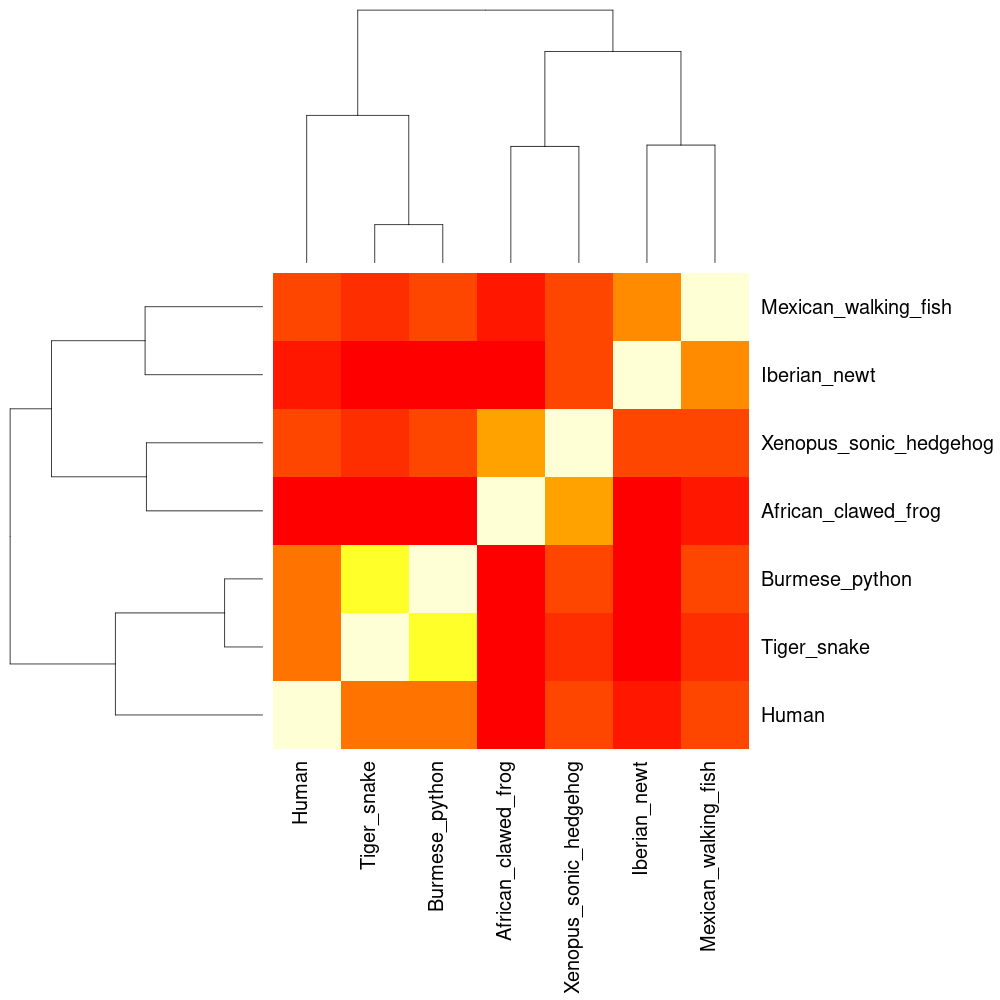 Mexican_walking_fish
Iberian_newt
Xenopus_sonic_hedgehog
African_clawed_frog
Burmese_python
Tiger_snake
Human
Human
Tiger_snake
Burmese_python
African_clawed_frog
Xenopus_sonic_hedgehog
Iberian_newt
Mexican_walking_fish